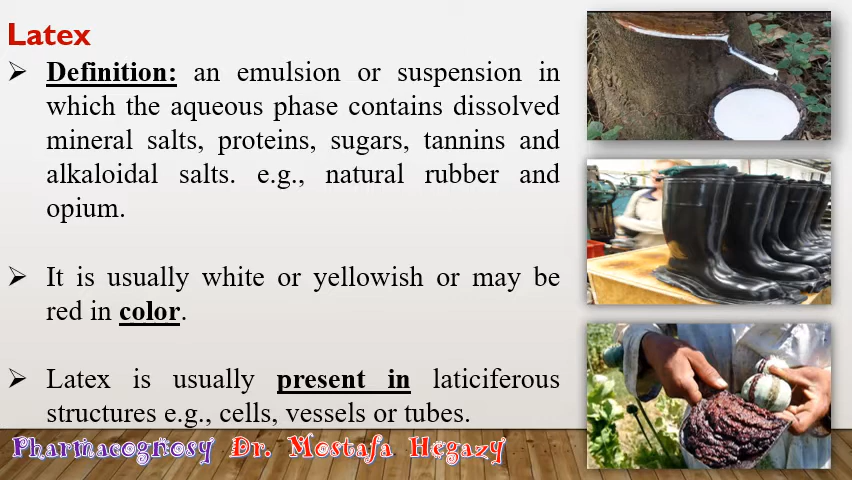 Latex
➢ Definition: an emulsion or suspension in
which the aqueous phase contains dissolved
mineral salts, proteins, sugars, tannins and
alkaloidal salts. e.g., natural rubber and
opium.
➢ It is usually white or yellowish or may be
red in color.
➢ Latex is usually present in laticiferous
structures e.g., cells, vessels or tubes.
Pharmacognosy Dr. Mostafa Hegazy